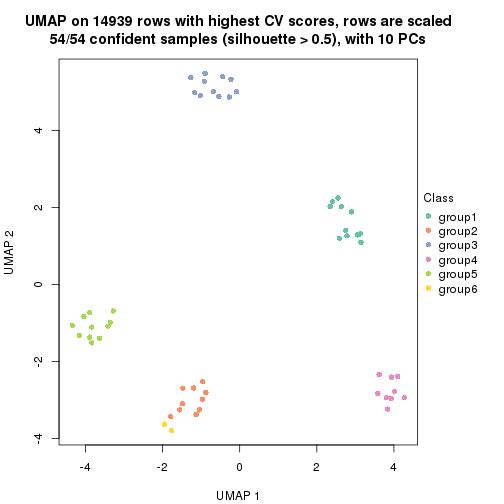 UMAP on 14939 rows with highest CV scores, rows are scaled
54/54 confident samples (silhouette > 0.5), with 10 PCs
Class
group1
group2
group3
group4
group5
group6
UMAP 2
4
2
0
-2
-4
-4
-2
0
2
4
UMAP 1